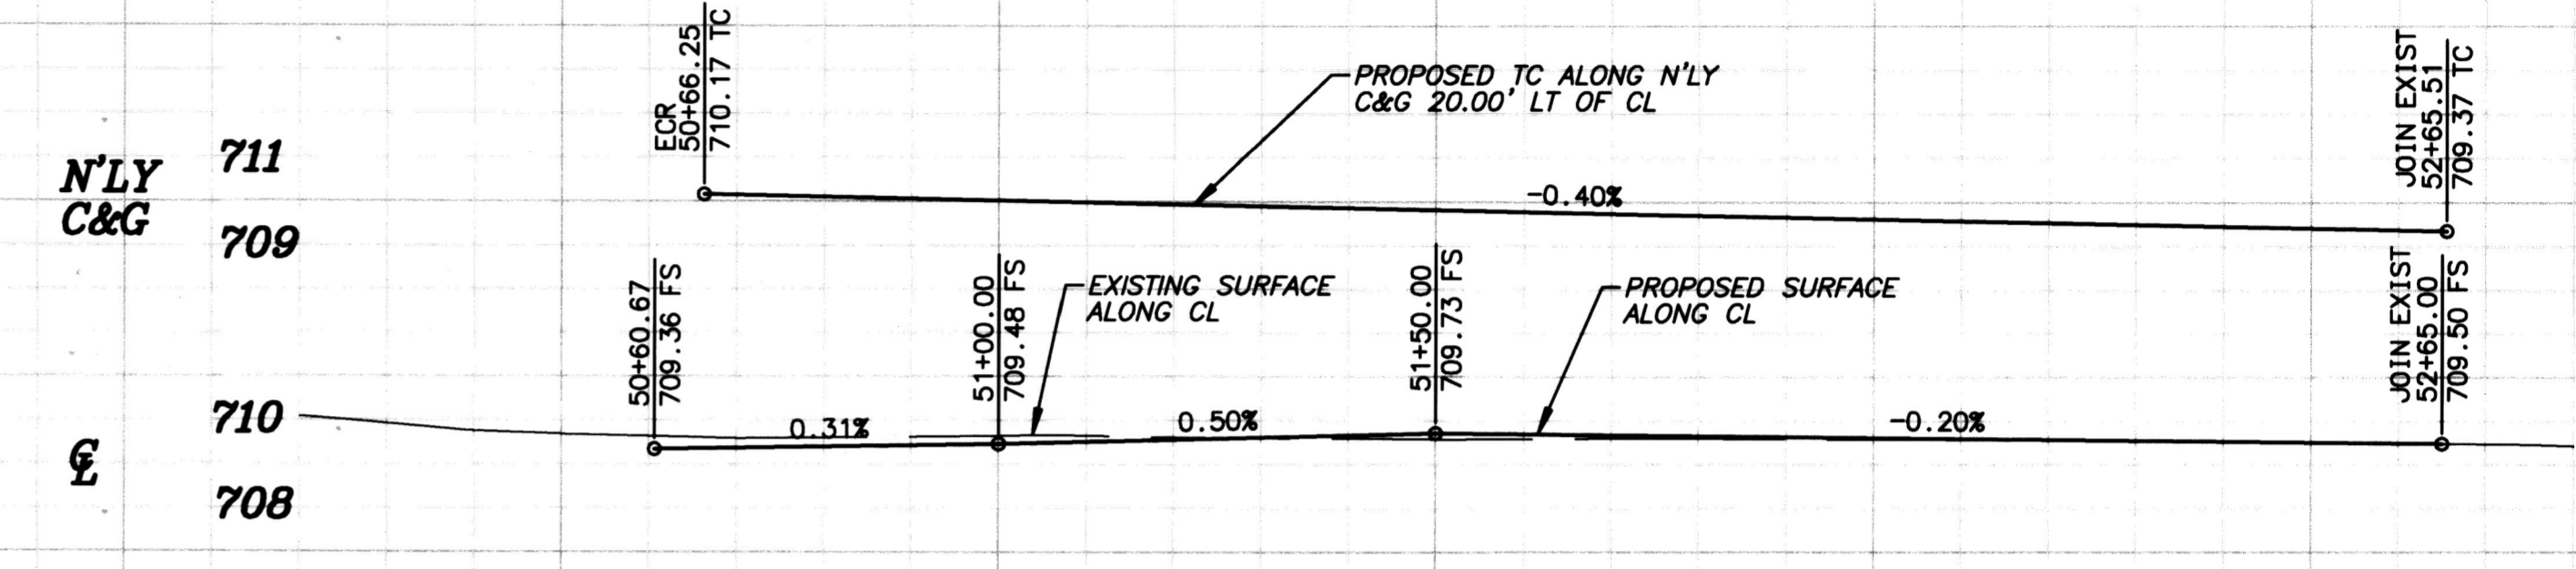 N'LY
C&G
711
709
ECR
50+66.25
710.17 TC
PROPOSED TC ALONG N'LY
C&G 20.00' LT OF CL
-0.40%
JOIN EXIST
52+65.51
709.37 TC
CL
710
708
50+60.67
709.36 FS
0.31%
51+00.00
709.48 FS
EXISTING SURFACE
ALONG CL
0.50%
51+50.00
709.73 FS
PROPOSED SURFACE
ALONG CL
-0.20%
JOIN EXIST
52+65.00
709.50 FS